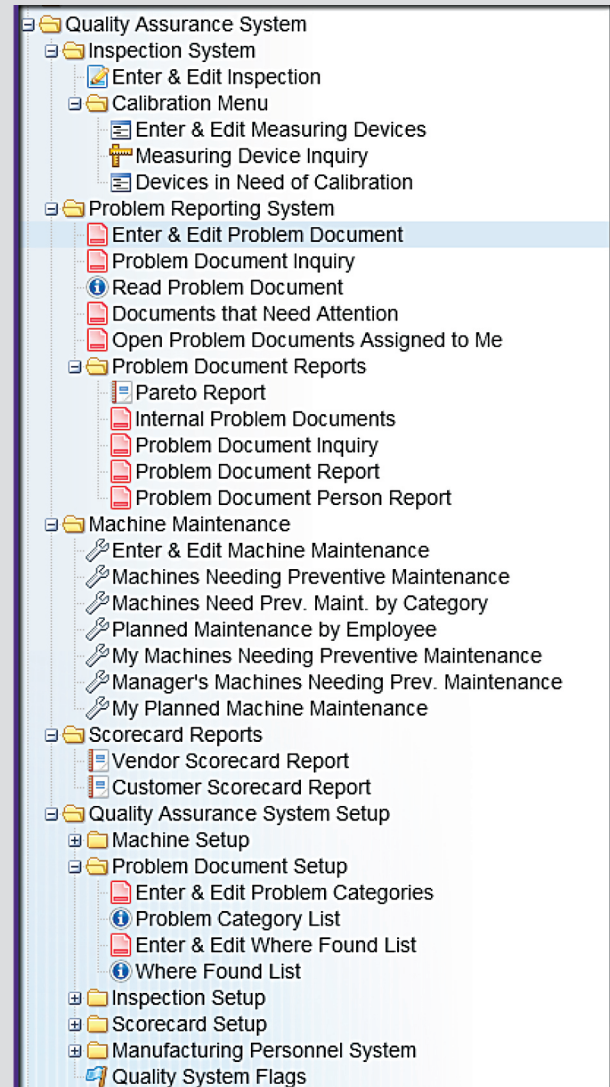 Quality Assurance System
Inspection System
Enter & Edit Inspection
Calibration Menu
Enter & Edit Measuring Devices
Measuring Device Inquiry
Devices in Need of Calibration
Problem Reporting System
Enter & Edit Problem Document
Problem Document Inquiry
Read Problem Document
Documents that Need Attention
Open Problem Documents Assigned to Me
Problem Document Reports
Pareto Report
Internal Problem Documents
Problem Document Inquiry
Problem Document Report
Problem Document Person Report
Machine Maintenance
Enter & Edit Machine Maintenance
Machines Needing Preventive Maintenance
Machines Need Prev. Maint. by Category
Planned Maintenance by Employee
My Machines Needing Preventive Maintenance
Manager's Machines Needing Prev. Maintenance
My Planned Machine Maintenance
Scorecard Reports
Vendor Scorecard Report
Customer Scorecard Report
Quality Assurance System Setup
Machine Setup
Problem Document Setup
Enter & Edit Problem Categories
Problem Category List
Enter & Edit Where Found List
Where Found List
Inspection Setup
Scorecard Setup
Manufacturing Personnel System
Quality System Flags